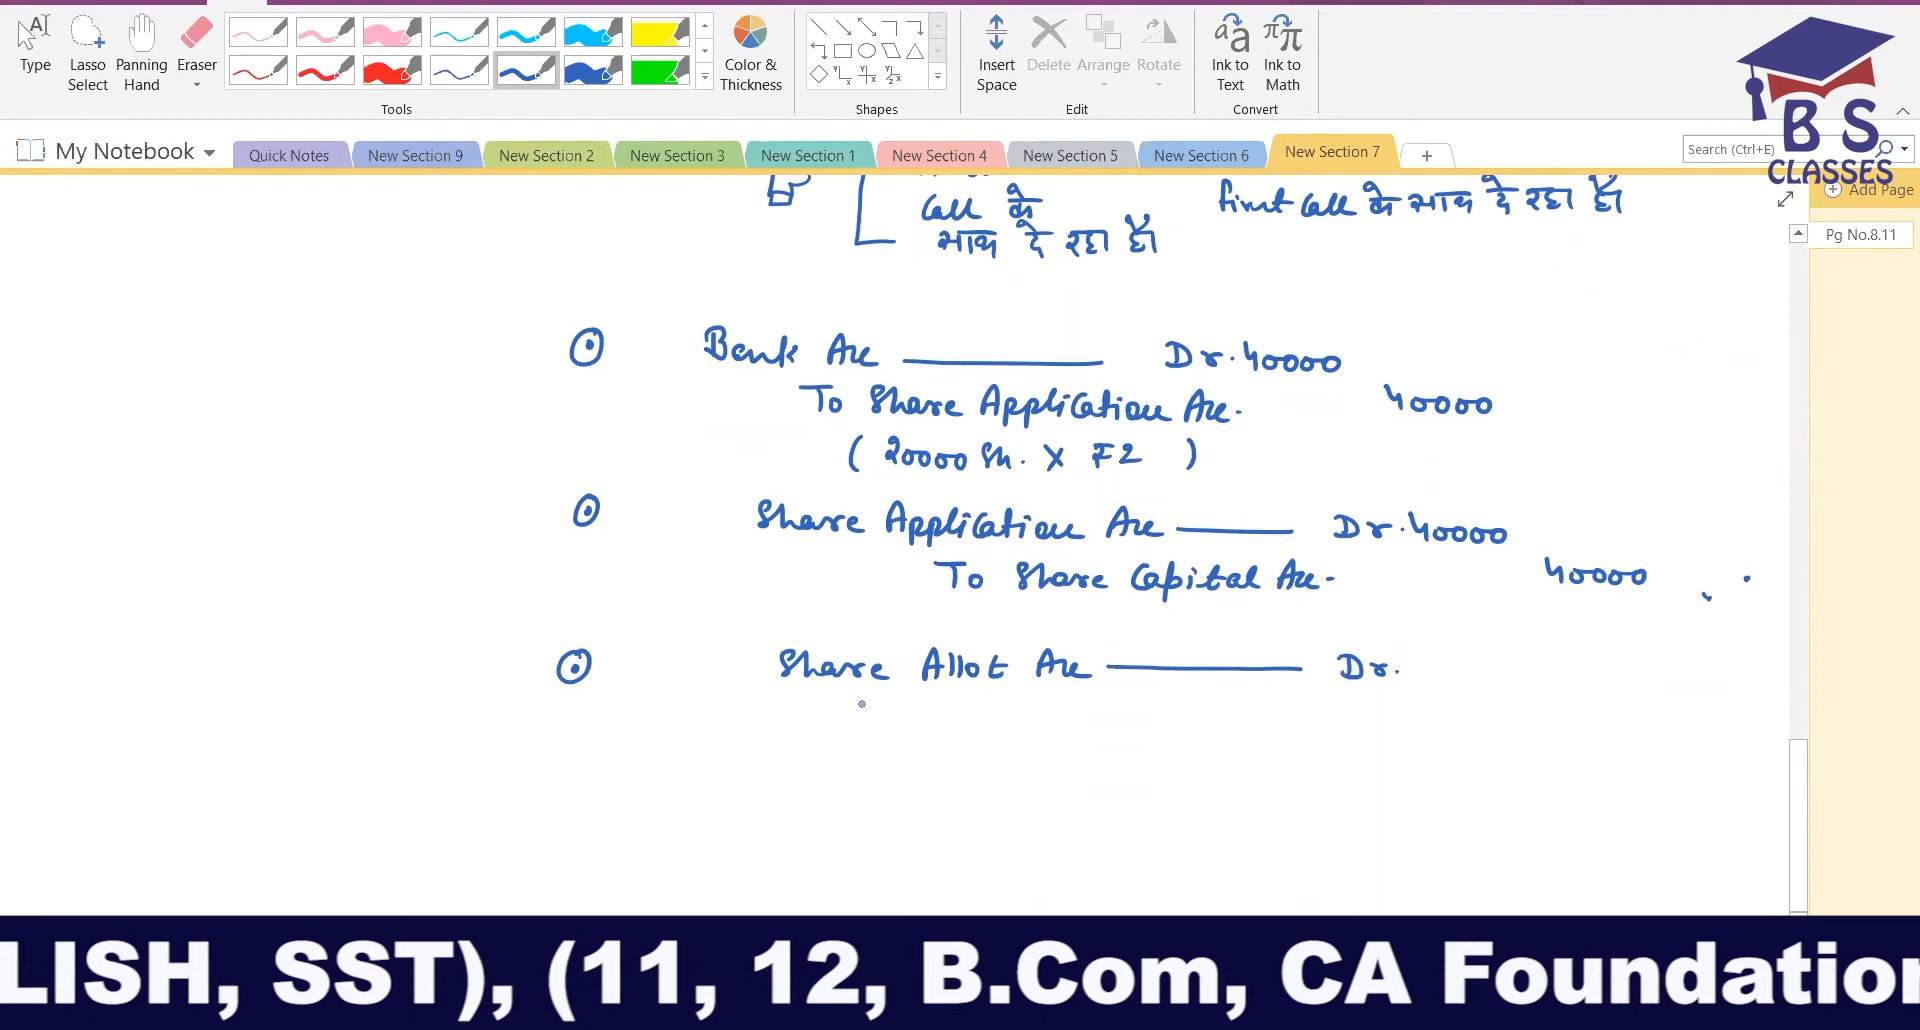 Type
Lasso Select
Panning Hand
Eraser
Color & Thickness
Insert Space
Delete
Arrange
Rotate
Ink to Text
Ink to Math
Tools
Shapes
Edit
Convert
B S
CLASSES
My Notebook
Quick Notes
New Section 9
New Section 2
New Section 3
New Section 1
New Section 4
New Section 5
New Section 6
New Section 7
Search (Ctrl+E)
Add Page
Pg No.8.11
Call के
साथ दे रहा हो
first Call के साथ दे रहा हो
Bank A/c Dr. 40000
To Share Application A/c. 40000
( 20000 Sh. X ₹2 )
Share Application A/c Dr. 40000
To Share Capital A/c. 40000
Share Allot A/c Dr.
LISH, SST), (11, 12, B.Com, CA Foundation